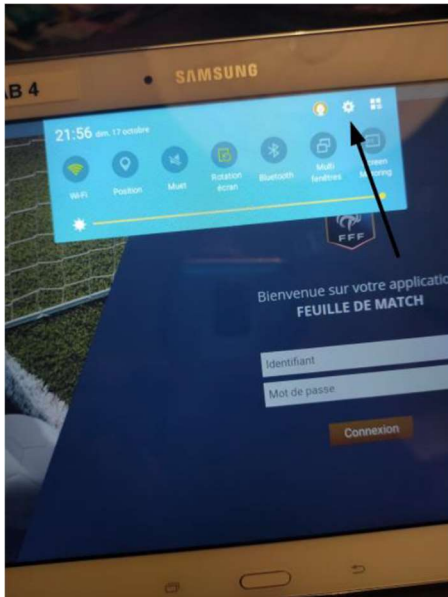 AB 4
SAMSUNG
21:56 dim. 17 octobre
Wi-Fi
Position
Muet
Rotation
écran
Bluetooth
Multi
fenêtres
Screen
Mirroring
FFF
Bienvenue sur votre applicatio
FEUILLE DE MATCH
Identifiant
Mot de passe
Connexion